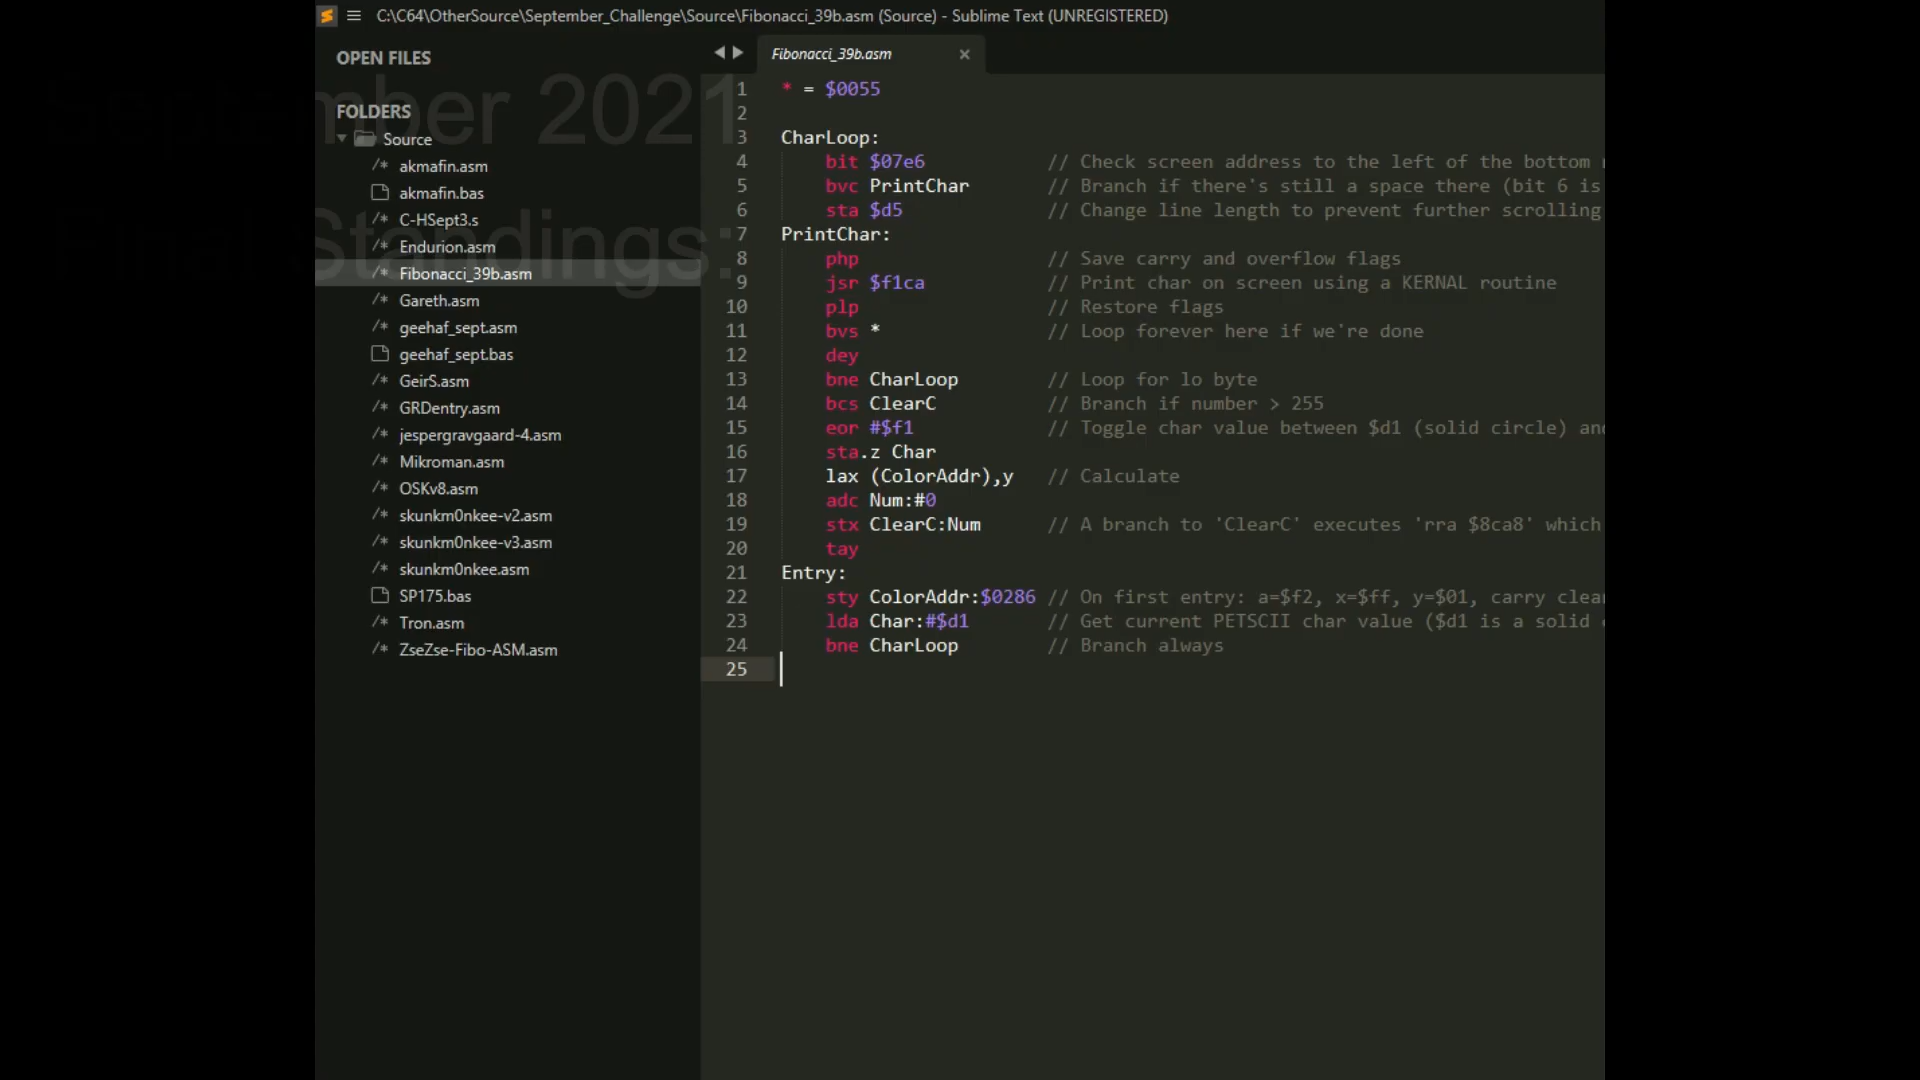 C:\C64\OtherSource\September_Challenge\Source\Fibonacci_39b.asm (Source) - Sublime Text (UNREGISTERED)
OPEN FILES
FOLDERS
Source
/* akmafin.asm
akmafin.bas
/* C-HSept3.s
/* Endurion.asm
/* Fibonacci_39b.asm
/* Gareth.asm
/* geehaf_sept.asm
geehaf_sept.bas
/* GeirS.asm
/* GRDentry.asm
/* jespergravgaard-4.asm
/* Mikroman.asm
/* OSKv8.asm
/* skunkm0nkee-v2.asm
/* skunkm0nkee-v3.asm
/* skunkm0nkee.asm
SP175.bas
/* Tron.asm
/* ZseZse-Fibo-ASM.asm
September 2021
Final Standings:
Fibonacci_39b.asm
1 * = $0055
2
3 CharLoop:
4 bit $07e6 // Check screen address to the left of the bottom
5 bvc PrintChar // Branch if there's still a space there (bit 6 is
6 sta $d5 // Change line length to prevent further scrolling
7 PrintChar:
8 php // Save carry and overflow flags
9 jsr $f1ca // Print char on screen using a KERNAL routine
10 plp // Restore flags
11 bvs * // Loop forever here if we're done
12 dey
13 bne CharLoop // Loop for lo byte
14 bcs ClearC // Branch if number > 255
15 eor #$f1 // Toggle char value between $d1 (solid circle) and
16 sta.z Char
17 lax (ColorAddr),y // Calculate
18 adc Num:#0
19 stx ClearC:Num // A branch to 'ClearC' executes 'rra $8ca8' which
20 tay
21 Entry:
22 sty ColorAddr:$0286 // On first entry: a=$f2, x=$ff, y=$01, carry clea
23 lda Char:#$d1 // Get current PETSCII char value ($d1 is a solid
24 bne CharLoop // Branch always
25